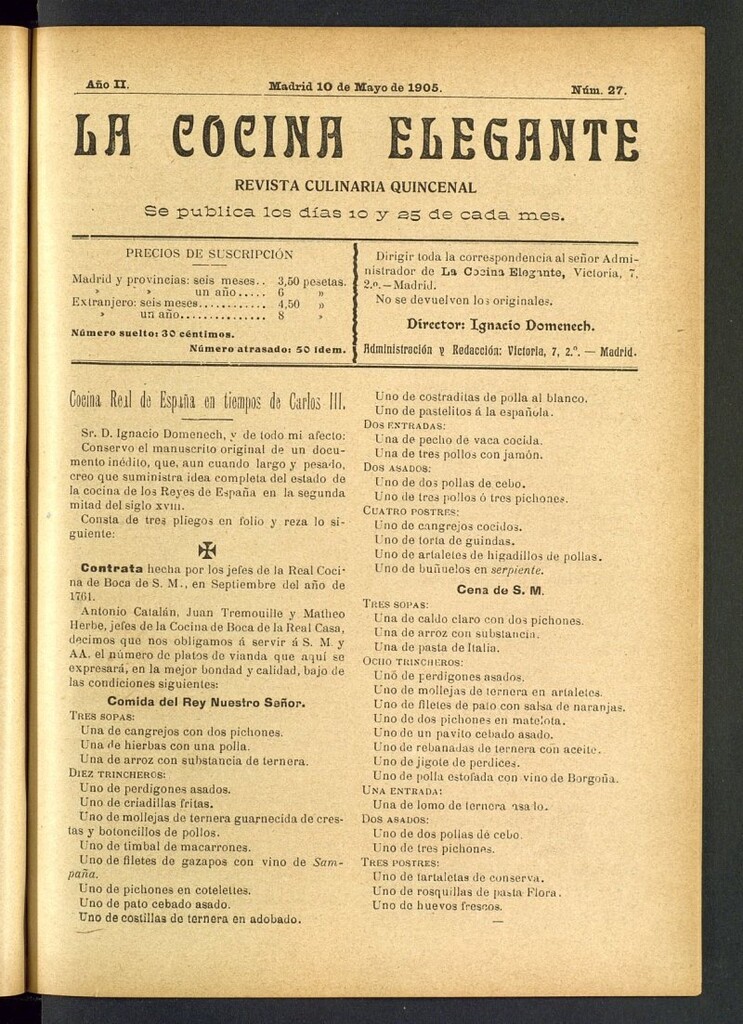 Año II.
Madrid 10 de Mayo de 1905.
Núm. 27.
LA COCINA ELEGANTE
REVISTA CULINARIA QUINCENAL
Se publica los días 10 y 25 de cada mes.
PRECIOS DE SUSCRIPCIÓN
Madrid y provincias: seis meses.. 3,50 pesetas.
» » un año..... 6 »
Extranjero: seis meses............ 4,50 »
» un año.............. 8 »
Número suelto: 30 céntimos.
Número atrasado: 50 idem.
Dirigir toda la correspondencia al señor Admi-
nistrador de La Cocina Elegante, Victoria, 7,
2.º.—Madrid.
No se devuelven los originales.
Director: Ignacio Domenech.
Administración y Redacción: Victoria, 7, 2.º. — Madrid.
Cocina Real de España en tiempos de Carlos III.
Sr. D. Ignacio Domenech, y de todo mi afecto:
Conservo el manuscrito original de un docu-
mento inédito, que, aun cuando largo y pesado,
creo que suministra idea completa del estado de
la cocina de los Reyes de España en la segunda
mitad del siglo XVIII.
Consta de tres pliegos en folio y reza lo si-
guiente:
Contrata hecha por los jefes de la Real Coci-
na de Boca de S. M., en Septiembre del año de
1761.
Antonio Catalán, Juan Tremouille y Matheo
Herbe, jefes de la Cocina de Boca de la Real Casa,
decimos que nos obligamos á servir á S. M. y
AA. el número de platos de vianda que aquí se
expresará, en la mejor bondad y calidad, bajo de
las condiciones siguientes:
Comida del Rey Nuestro Señor.
TRES SOPAS:
Una de cangrejos con dos pichones.
Una de hierbas con una polla.
Una de arroz con substancia de ternera.
DIEZ TRINCHEROS:
Uno de perdigones asados.
Uno de criadillas fritas.
Uno de mollejas de ternera guarnecida de cres-
tas y botoncillos de pollos.
Uno de timbal de macarrones.
Uno de filetes de gazapos con vino de Sam-
paña.
Uno de pichones en cotelettes.
Uno de pato cebado asado.
Uno de costillas de ternera en adobado.
Uno de costraditas de polla al blanco.
Uno de pastelitos á la española.
DOS ENTRADAS:
Una de pecho de vaca cocida.
Una de tres pollos con jamón.
DOS ASADOS:
Uno de dos pollas de cebo.
Uno de tres pollos ó tres pichones.
CUATRO POSTRES:
Uno de cangrejos cocidos.
Uno de torta de guindas.
Uno de artaletes de higadillos de pollas.
Uno de buñuelos en serpiente.
Cena de S. M.
TRES SOPAS:
Una de caldo claro con dos pichones.
Una de arroz con substancia.
Una de pasta de Italia.
OCHO TRINCHEROS:
Uno de perdigones asados.
Uno de mollejas de ternera en artaletes.
Uno de filetes de pato con salsa de naranjas.
Uno de dos pichones en matelota.
Uno de un pavito cebado asado.
Uno de rebanadas de ternera con aceite.
Uno de jigote de perdices.
Uno de polla estofada con vino de Borgoña.
UNA ENTRADA:
Una de lomo de ternera asado.
DOS ASADOS:
Uno de dos pollas de cebo.
Uno de tres pichones.
TRES POSTRES:
Uno de tartaletas de conserva.
Uno de rosquillas de pasta Flora.
Uno de huevos frescos.